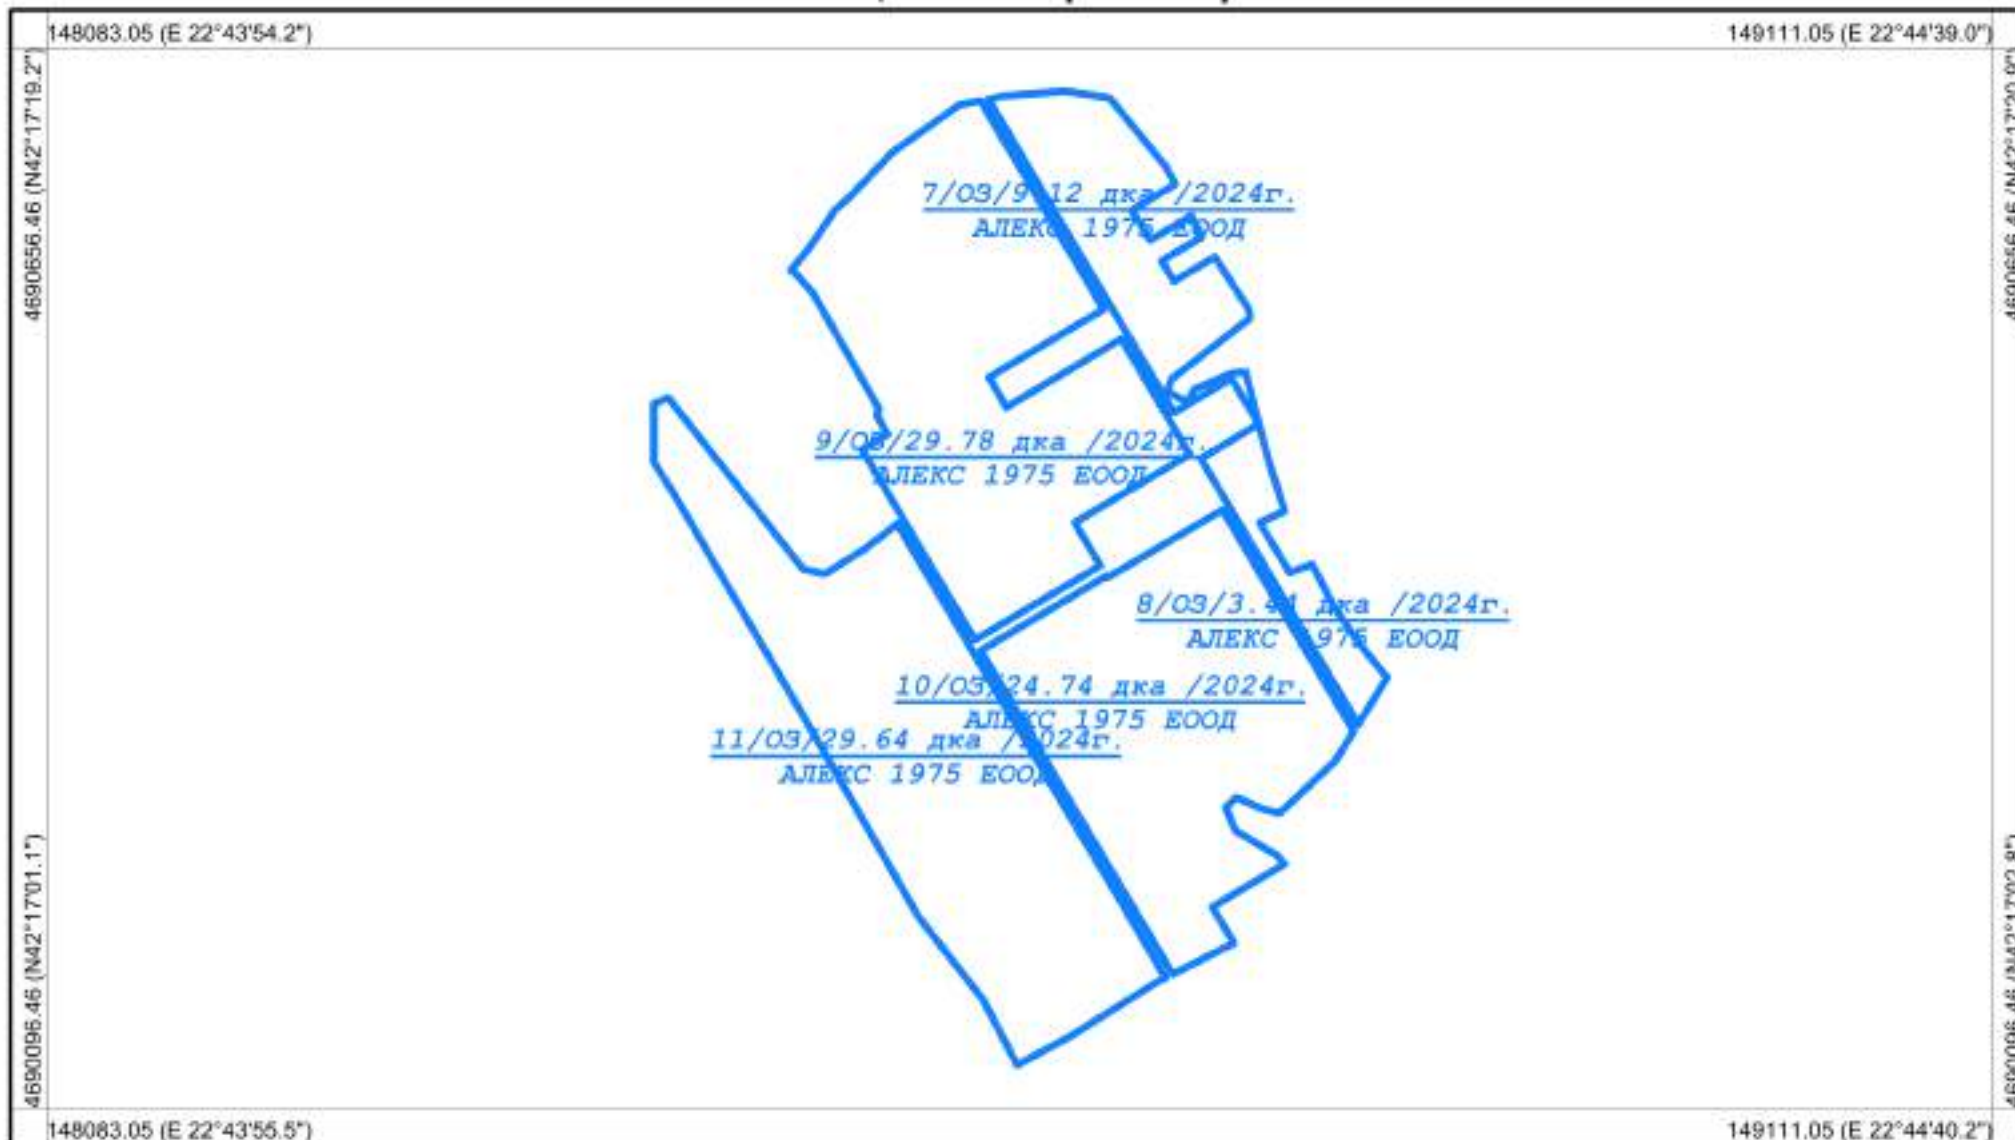 148083.05 (E 22°43'54.2")
149111.05 (E 22°44'39.0")
4690656.46 (N42°17'19.2")
7/ОЗ/9.12 дка /2024г.
АЛЕКС 1975 ЕООД
9/ОЗ/29.78 дка /2024г.
АЛЕКС 1975 ЕООД
8/ОЗ/3.44 дка /2024г.
АЛЕКС 1975 ЕООД
10/ОЗ/24.74 дка /2024г.
АЛЕКС 1975 ЕООД
11/ОЗ/29.64 дка /2024г.
АЛЕКС 1975 ЕООД
4690096.46 (N42°17'01.1")
148083.05 (E 22°43'55.5")
149111.05 (E 22°44'40.2")